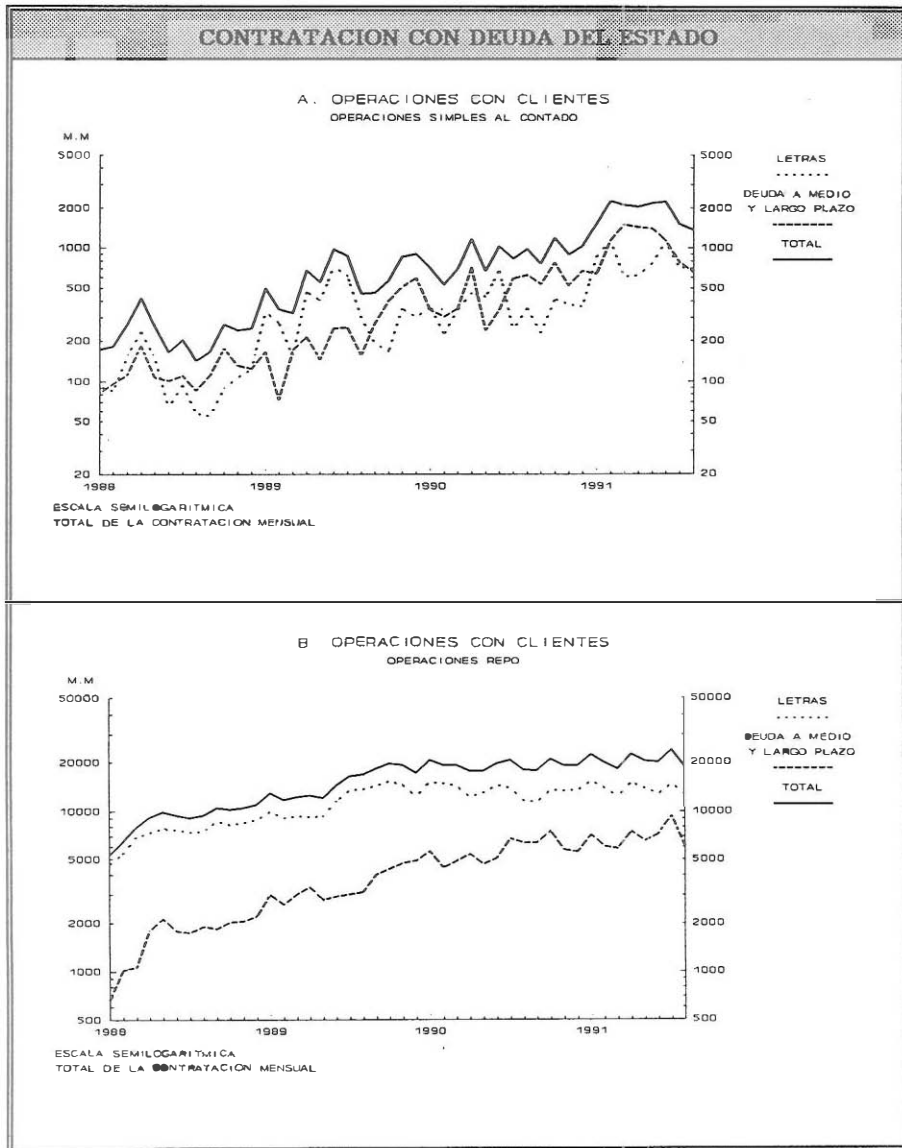 CONTRATACION CON DEUDA DEL ESTADO
A. OPERACIONES CON CLIENTES
OPERACIONES SIMPLES AL CONTADO
M.M
5000
2000
1000
500
200
100
50
20
5000
2000
1000
500
200
100
50
20
1988
1989
1990
1991
LETRAS
DEUDA A MEDIO
Y LARGO PLAZO
TOTAL
ESCALA SEMILOGARITMICA
TOTAL DE LA CONTRATACION MENSUAL
B OPERACIONES CON CLIENTES
OPERACIONES REPO
M.M
50000
20000
10000
5000
2000
1000
500
50000
20000
10000
5000
2000
1000
500
1988
1989
1990
1991
LETRAS
DEUDA A MEDIO
Y LARGO PLAZO
TOTAL
ESCALA SEMILOGARITMICA
TOTAL DE LA CONTRATACION MENSUAL